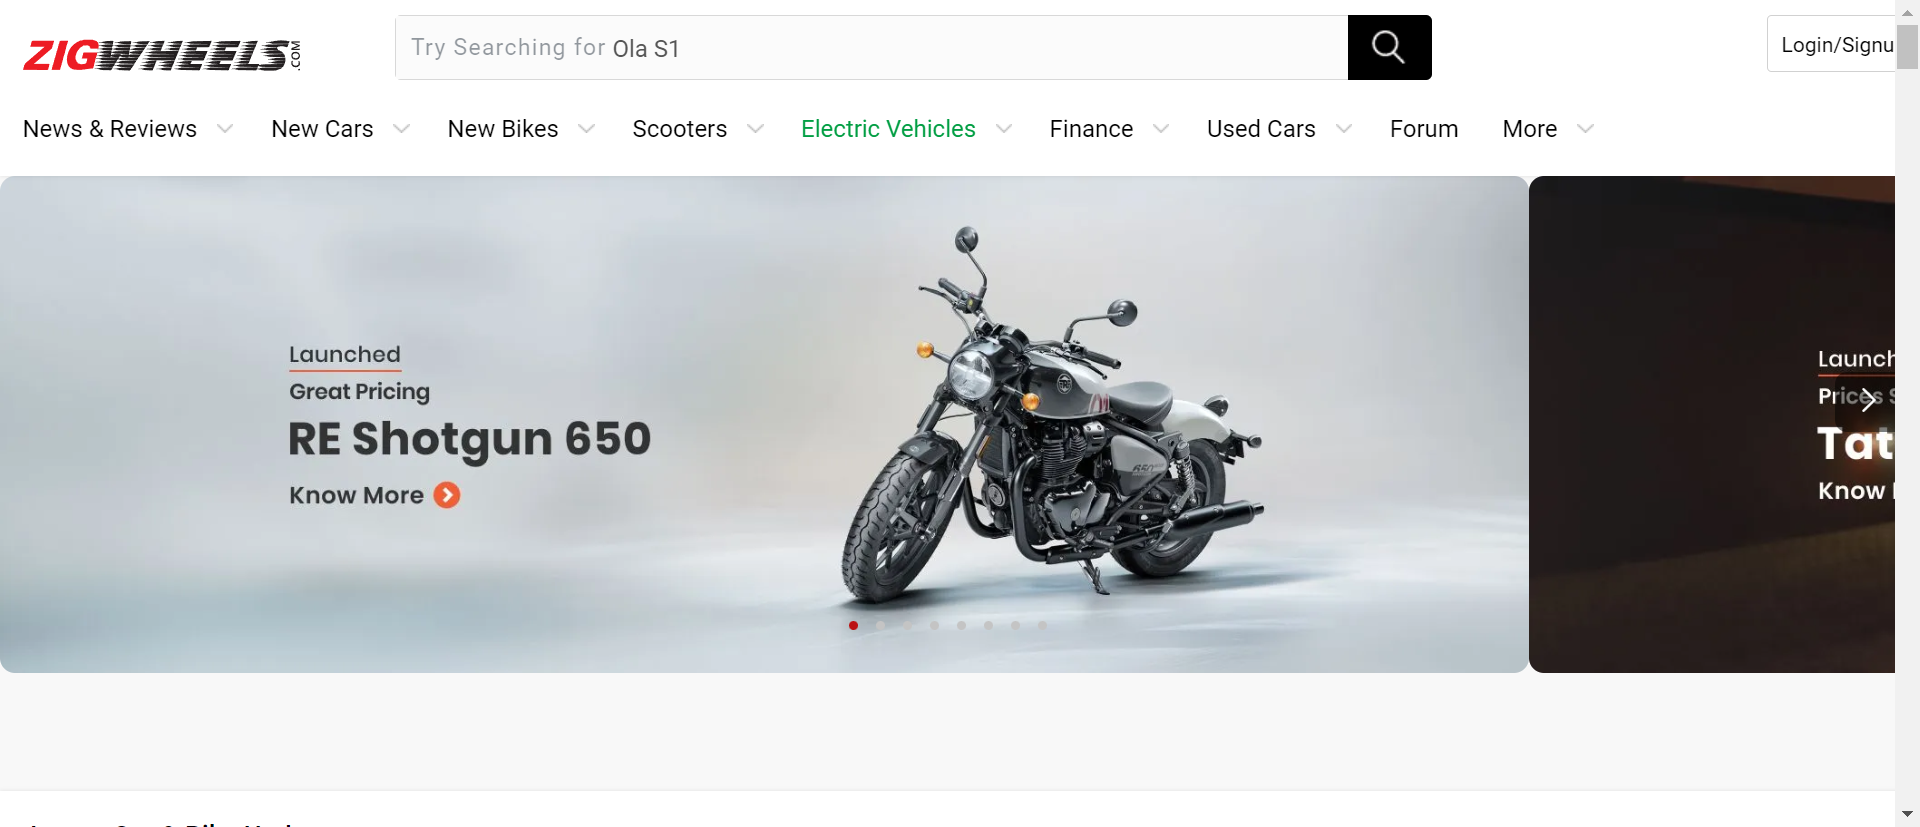 ZIGWHEELS.COM
Try Searching for Ola S1
Login/Signu
News & Reviews
New Cars
New Bikes
Scooters
Electric Vehicles
Finance
Used Cars
Forum
More
Launched
Great Pricing
RE Shotgun 650
Know More
650
Launch
Prices S
Tat
Know